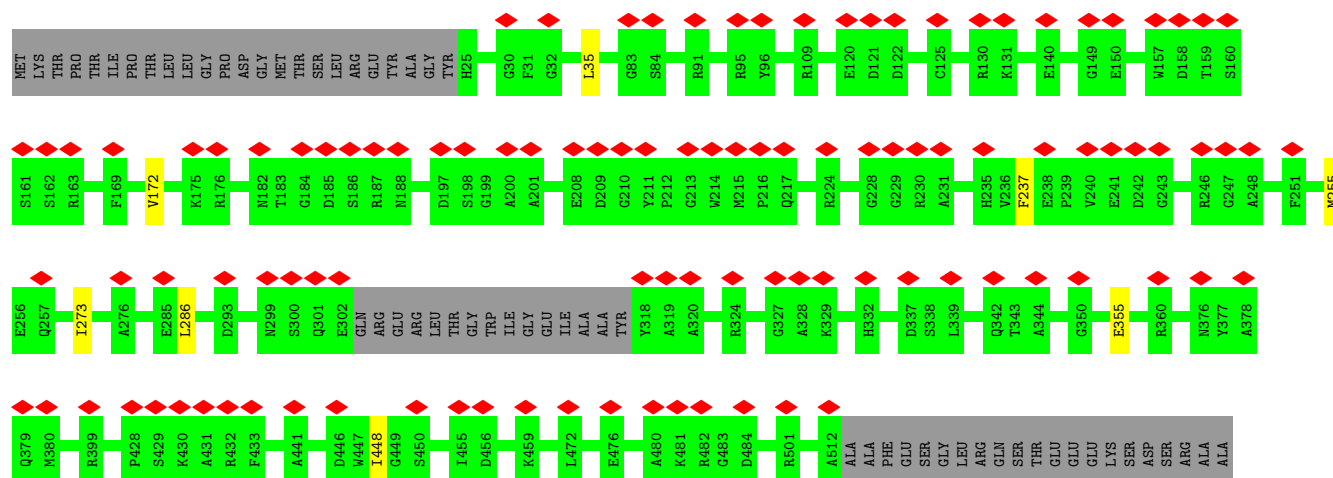 MET LYS THR PRO THR ILE PRO THR LEU LEU GLY PRO ASP GLY MET THR SER LEU ARG GLU TYR ALA GLY TYR H25 G30 F31 G32 L35 G83 S84 R91 R95 Y96 R109 E120 D121 D122 C125 R130 K131 E140 G149 E150 W157 D158 T159 S160
S161 S162 R163 F169 V172 K175 R176 N182 T183 G184 D185 S186 R187 N188 D197 S198 G199 A200 A201 E208 D209 G210 Y211 P212 G213 W214 M215 P216 Q217 R224 G228 G229 R230 A231 H235 V236 F237 E238 P239 V240 E241 D242 G243 R246 G247 A248 F251 M255
E256 Q257 I273 A276 E285 L286 D293 N299 S300 Q301 E302 GLN ARG GLU ARG LEU THR GLY TRP ILE GLY GLU ILE ALA ALA TYR Y318 A319 A320 R324 G327 A328 K329 H332 D337 S338 L339 Q342 T343 A344 G350 E355 R360 N376 Y377 A378
Q379 M380 R399 P428 S429 K430 A431 R432 F433 A441 D446 W447 I448 G449 S450 I455 D456 K459 L472 E476 A480 K481 R482 G483 D484 R501 A512 ALA ALA PHE GLU SER GLY LEU ARG GLN SER THR GLU GLU GLU LYS SER ASP SER ARG ALA ALA